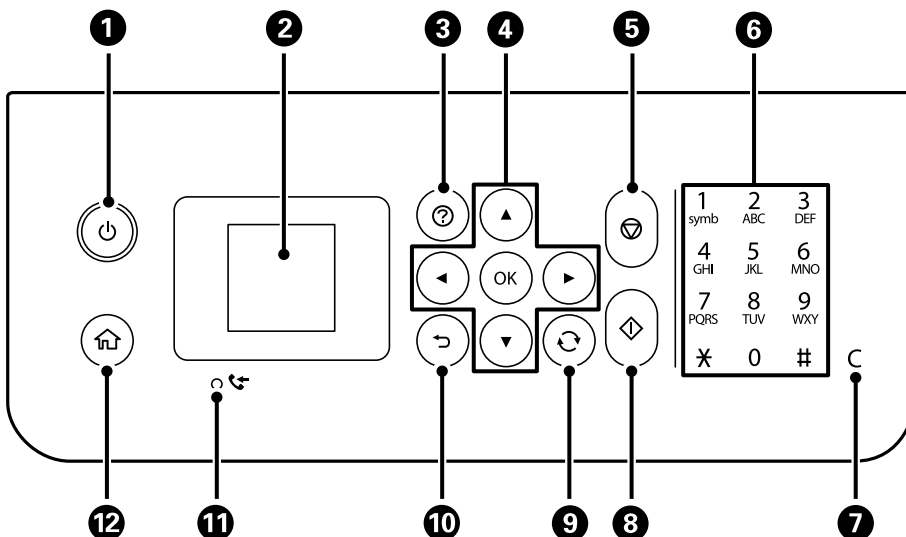 1 2 3 4 5 6
1 2 3
symb ABC DEF
?
OK
4 5 6
GHI JKL MNO
7 8 9
PQRS TUV WXY
* 0 #
C
12 11 10 9 8 7